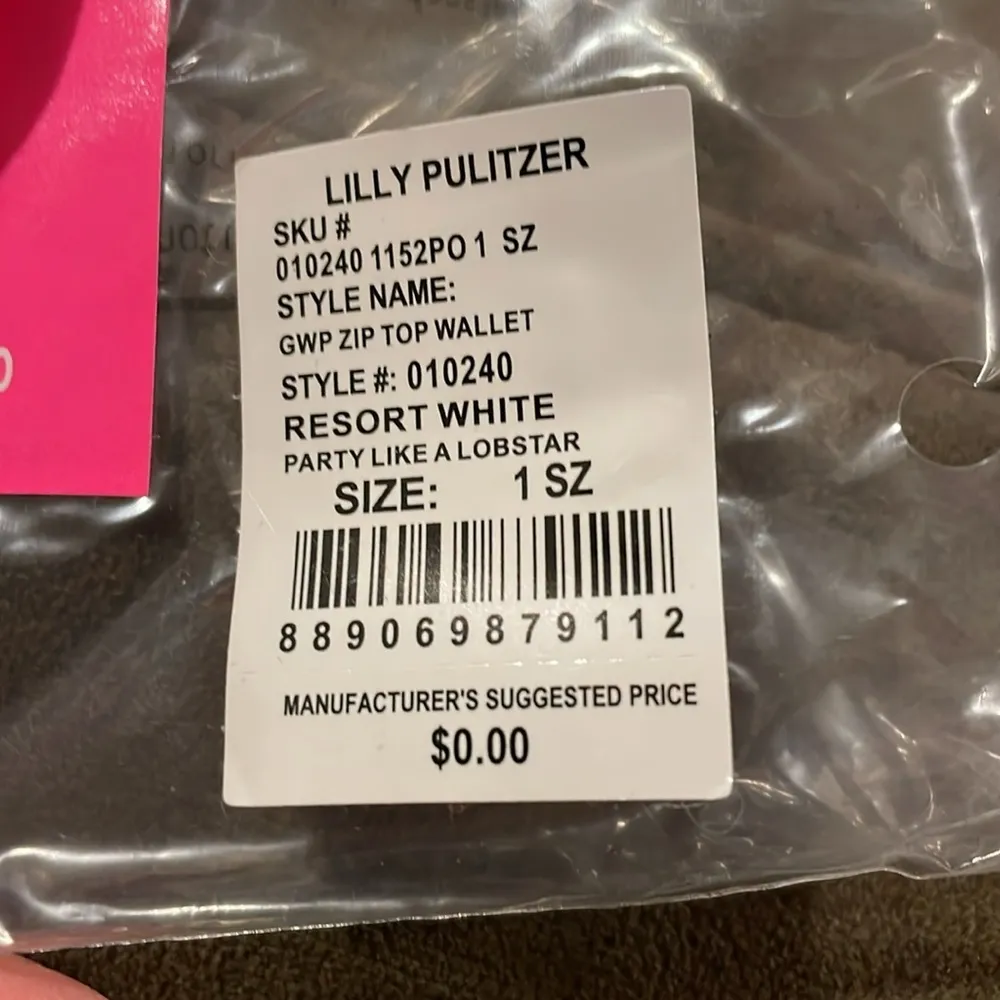 LILLY PULITZER
SKU #
010240 1152PO 1 SZ
STYLE NAME:
GWP ZIP TOP WALLET
STYLE #: 010240
RESORT WHITE
PARTY LIKE A LOBSTAR
SIZE: 1 SZ
889069879112
MANUFACTURER'S SUGGESTED PRICE
$0.00